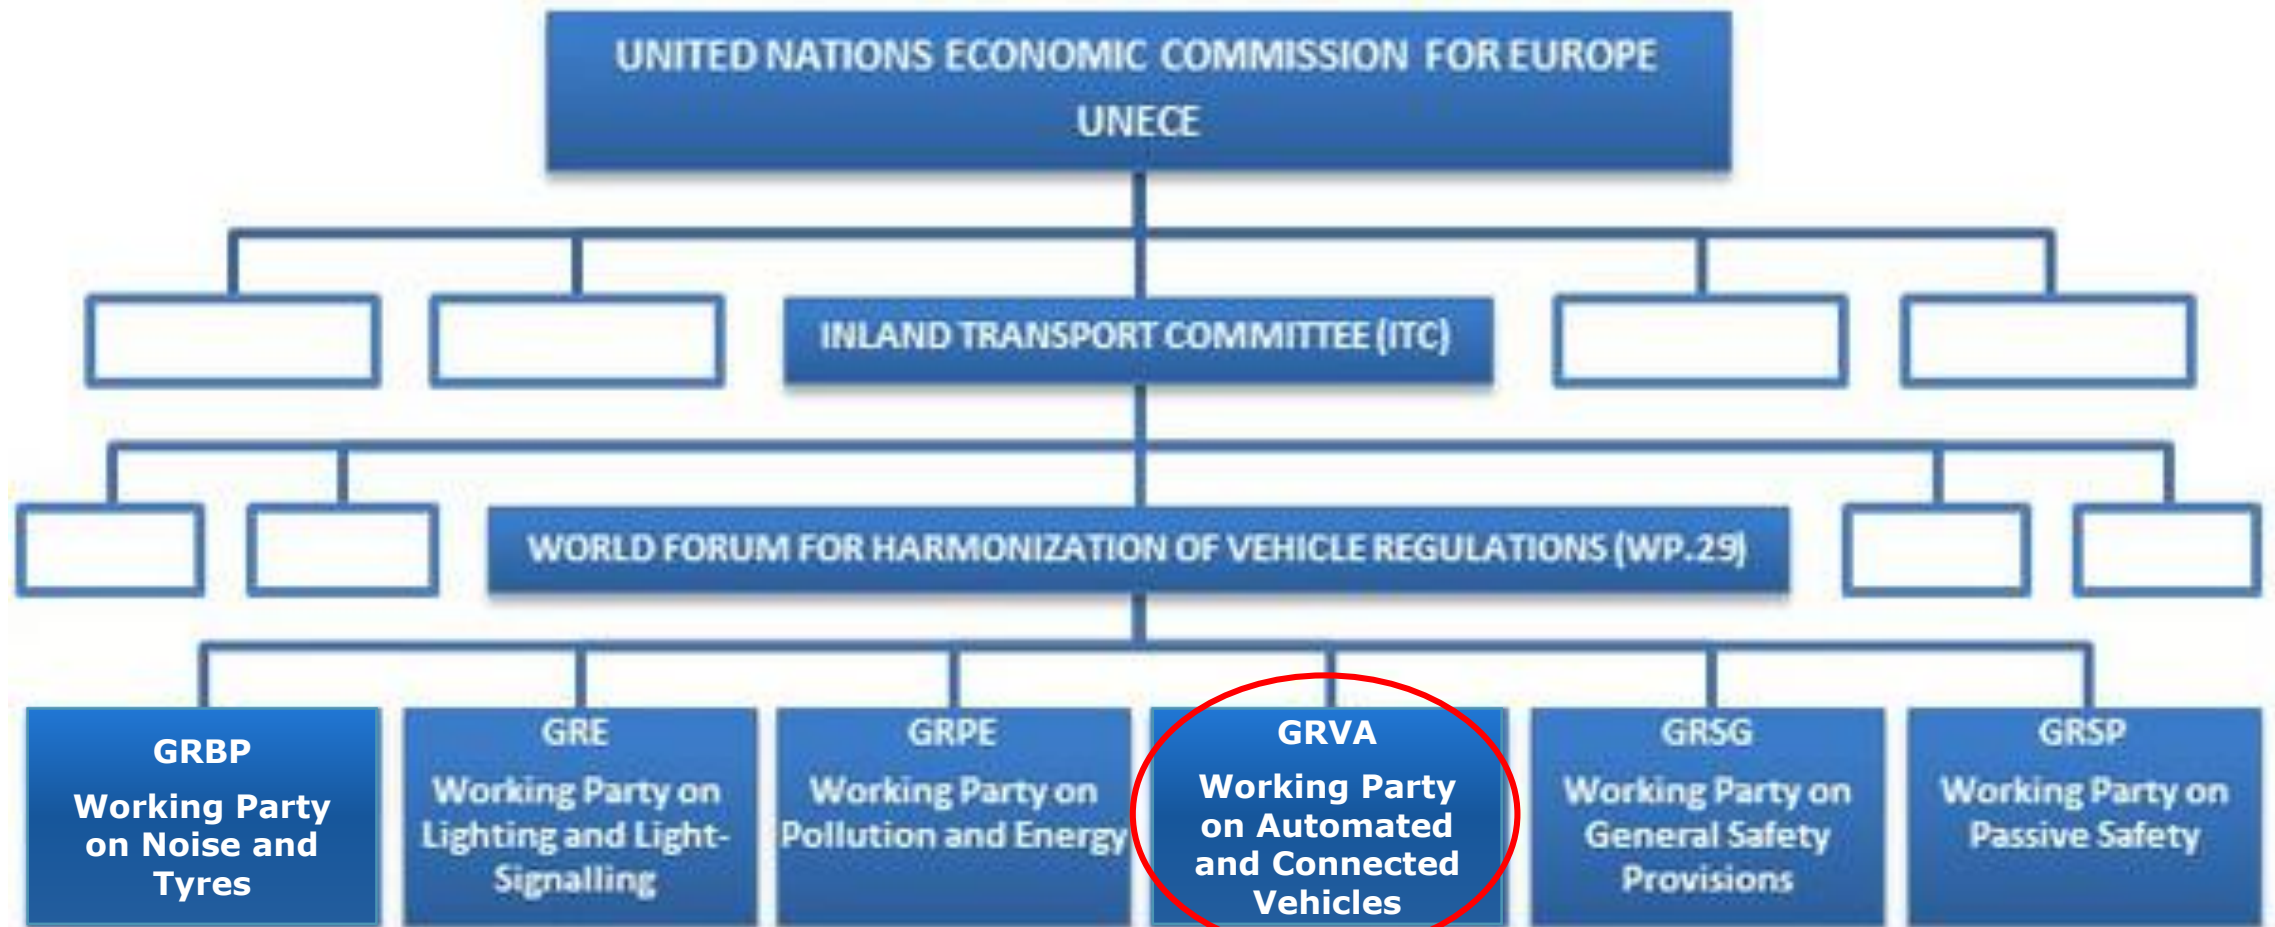 UNITED NATIONS ECONOMIC COMMISSION FOR EUROPE
UNECE
INLAND TRANSPORT COMMITTEE (ITC)
WORLD FORUM FOR HARMONIZATION OF VEHICLE REGULATIONS (WP.29)
GRBP
Working Party
on Noise and
Tyres
GRE
Working Party on
Lighting and Light-
Signalling
GRPE
Working Party on
Pollution and Energy
GRVA
Working Party
on Automated
and Connected
Vehicles
GRSG
Working Party on
General Safety
Provisions
GRSP
Working Party on
Passive Safety